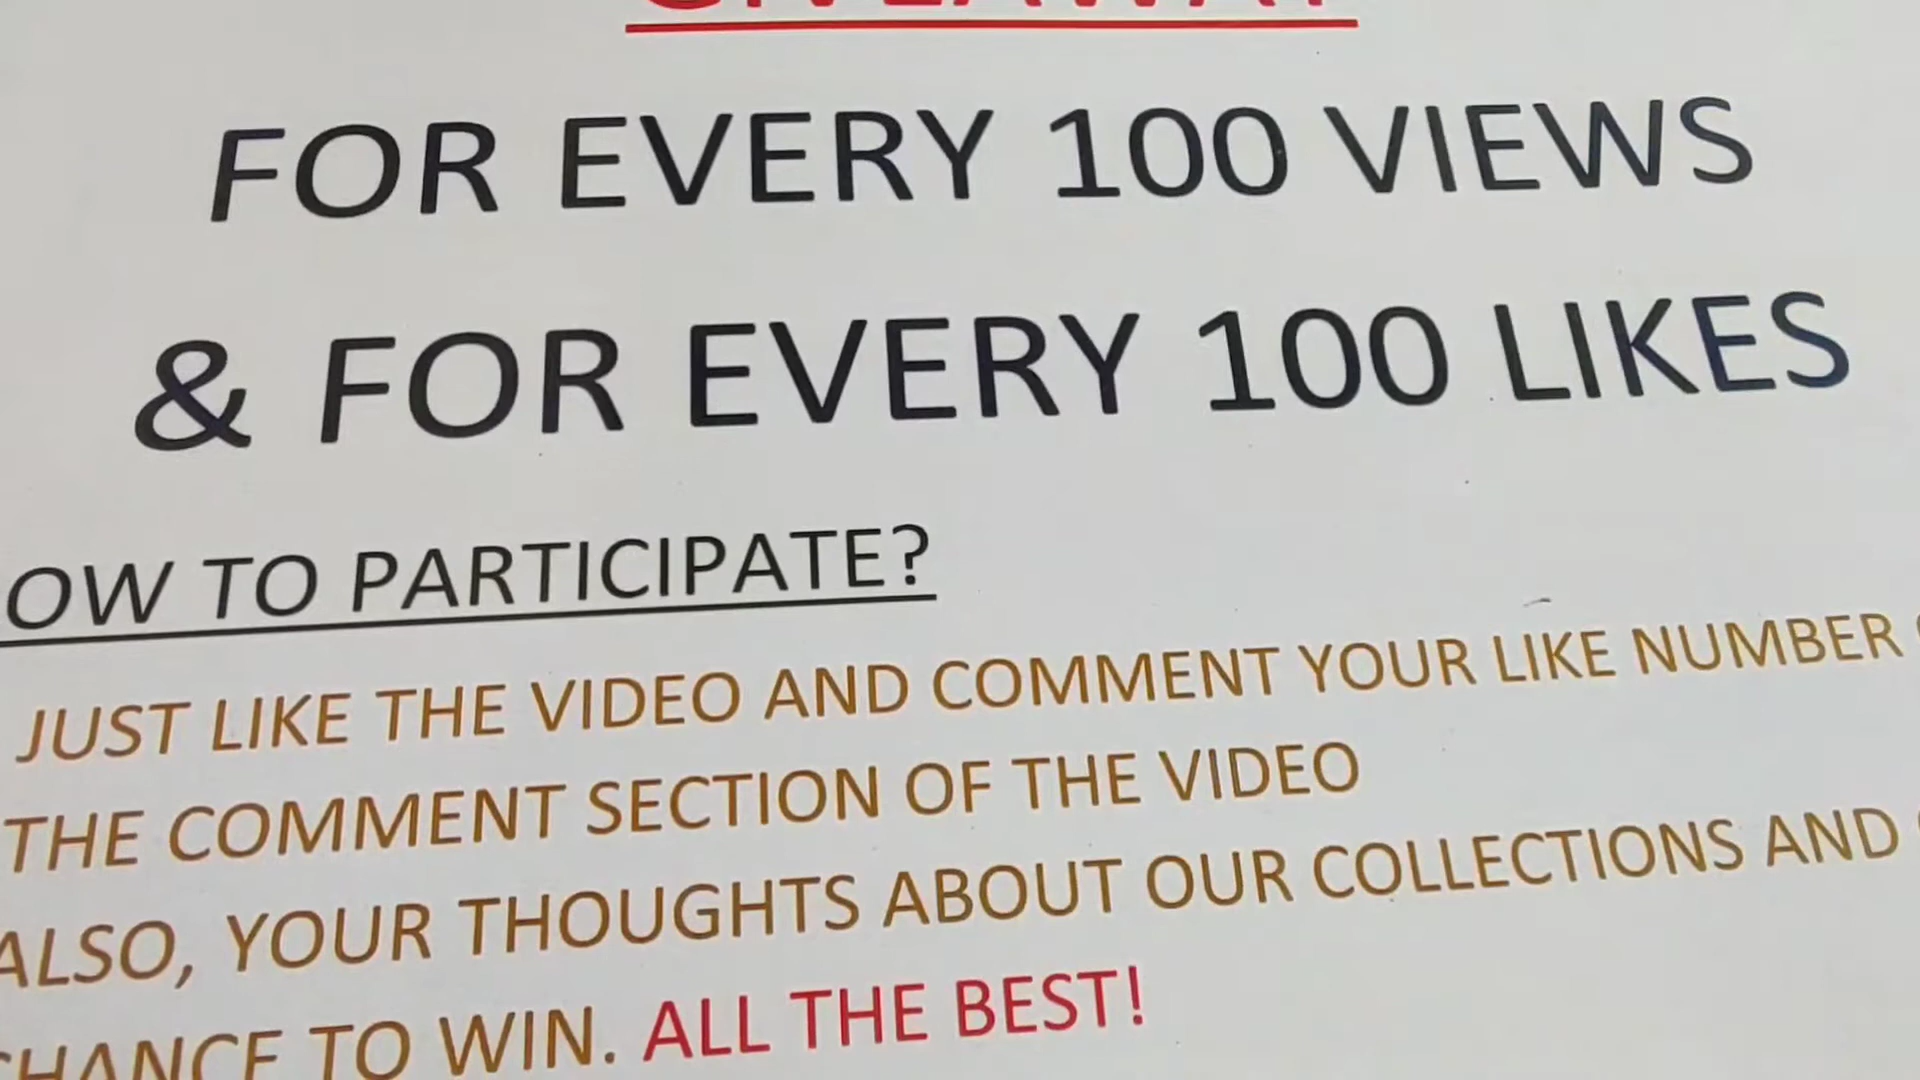 GIVEAWAY
FOR EVERY 100 VIEWS
& FOR EVERY 100 LIKES
OW TO PARTICIPATE?
JUST LIKE THE VIDEO AND COMMENT YOUR LIKE NUMBER
THE COMMENT SECTION OF THE VIDEO
ALSO, YOUR THOUGHTS ABOUT OUR COLLECTIONS AND
CHANCE TO WIN. ALL THE BEST!